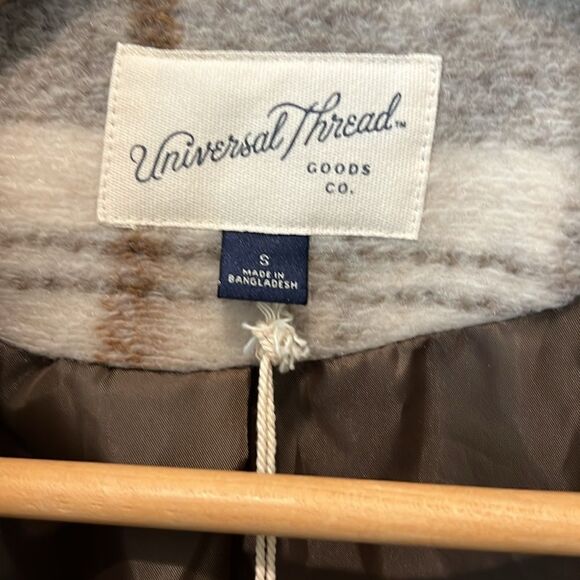 Universal Thread™
GOODS
CO.
S
MADE IN
BANGLADESH